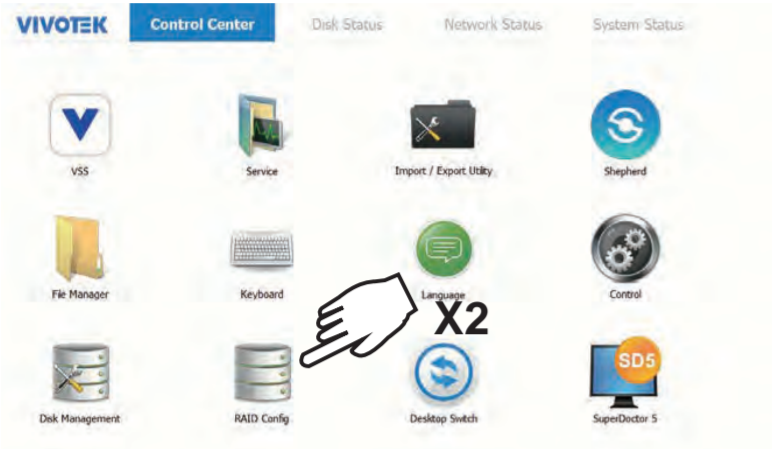 VIVOTEK Control Center Disk Status Network Status System Status
VSS Service Import / Export Utility Shepherd
File Manager Keyboard Language Control
X2
SD5
Disk Management RAID Config Desktop Switch SuperDoctor 5